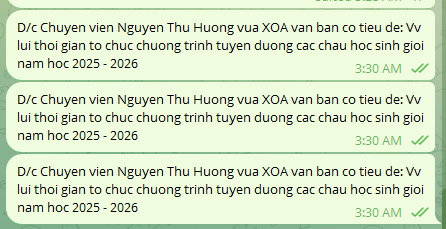 D/c Chuyen vien Nguyen Thu Huong vua XOA van ban co tieu de: Vv
lui thoi gian to chuc chuong trinh tuyen duong cac chau hoc sinh gioi
nam hoc 2025 - 2026
3:30 AM
D/c Chuyen vien Nguyen Thu Huong vua XOA van ban co tieu de: Vv
lui thoi gian to chuc chuong trinh tuyen duong cac chau hoc sinh gioi
nam hoc 2025 - 2026
3:30 AM
D/c Chuyen vien Nguyen Thu Huong vua XOA van ban co tieu de: Vv
lui thoi gian to chuc chuong trinh tuyen duong cac chau hoc sinh gioi
nam hoc 2025 - 2026
3:30 AM